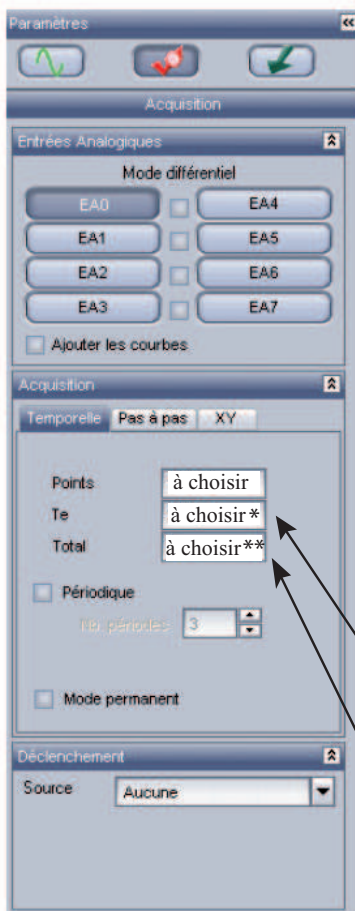 Paramètres
Acquisition
Entrées Analogiques
Mode différentiel
EA0 EA4
EA1 EA5
EA2 EA6
EA3 EA7
Ajouter les courbes
Acquisition
Temporelle Pas à pas XY
Points à choisir
Te à choisir*
Total à choisir**
Périodique
No. périodes 3
Mode permanent
Déclenchement
Source Aucune